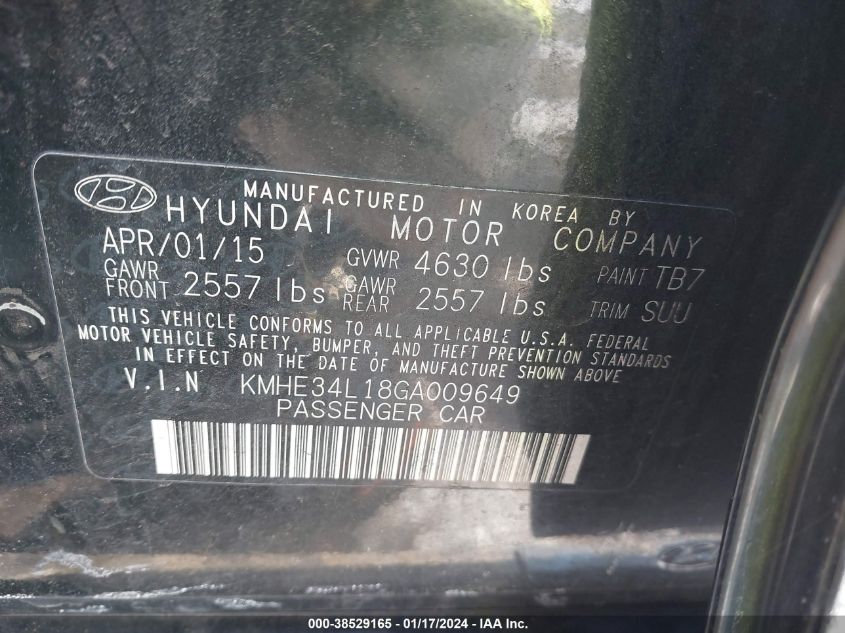 MANUFACTURED IN KOREA BY
HYUNDAI MOTOR COMPANY
APR/01/15 GVWR 4630 lbs PAINT TB7
GAWR FRONT 2557 lbs GAWR REAR 2557 lbs TRIM SUU
THIS VEHICLE CONFORMS TO ALL APPLICABLE U.S.A. FEDERAL
MOTOR VEHICLE SAFETY, BUMPER, AND THEFT PREVENTION STANDARDS
IN EFFECT ON THE DATE OF MANUFACTURE SHOWN ABOVE
V.I.N KMHE34L18GA009649
PASSENGER CAR
000-38529165 - 01/17/2024 - IAA Inc.